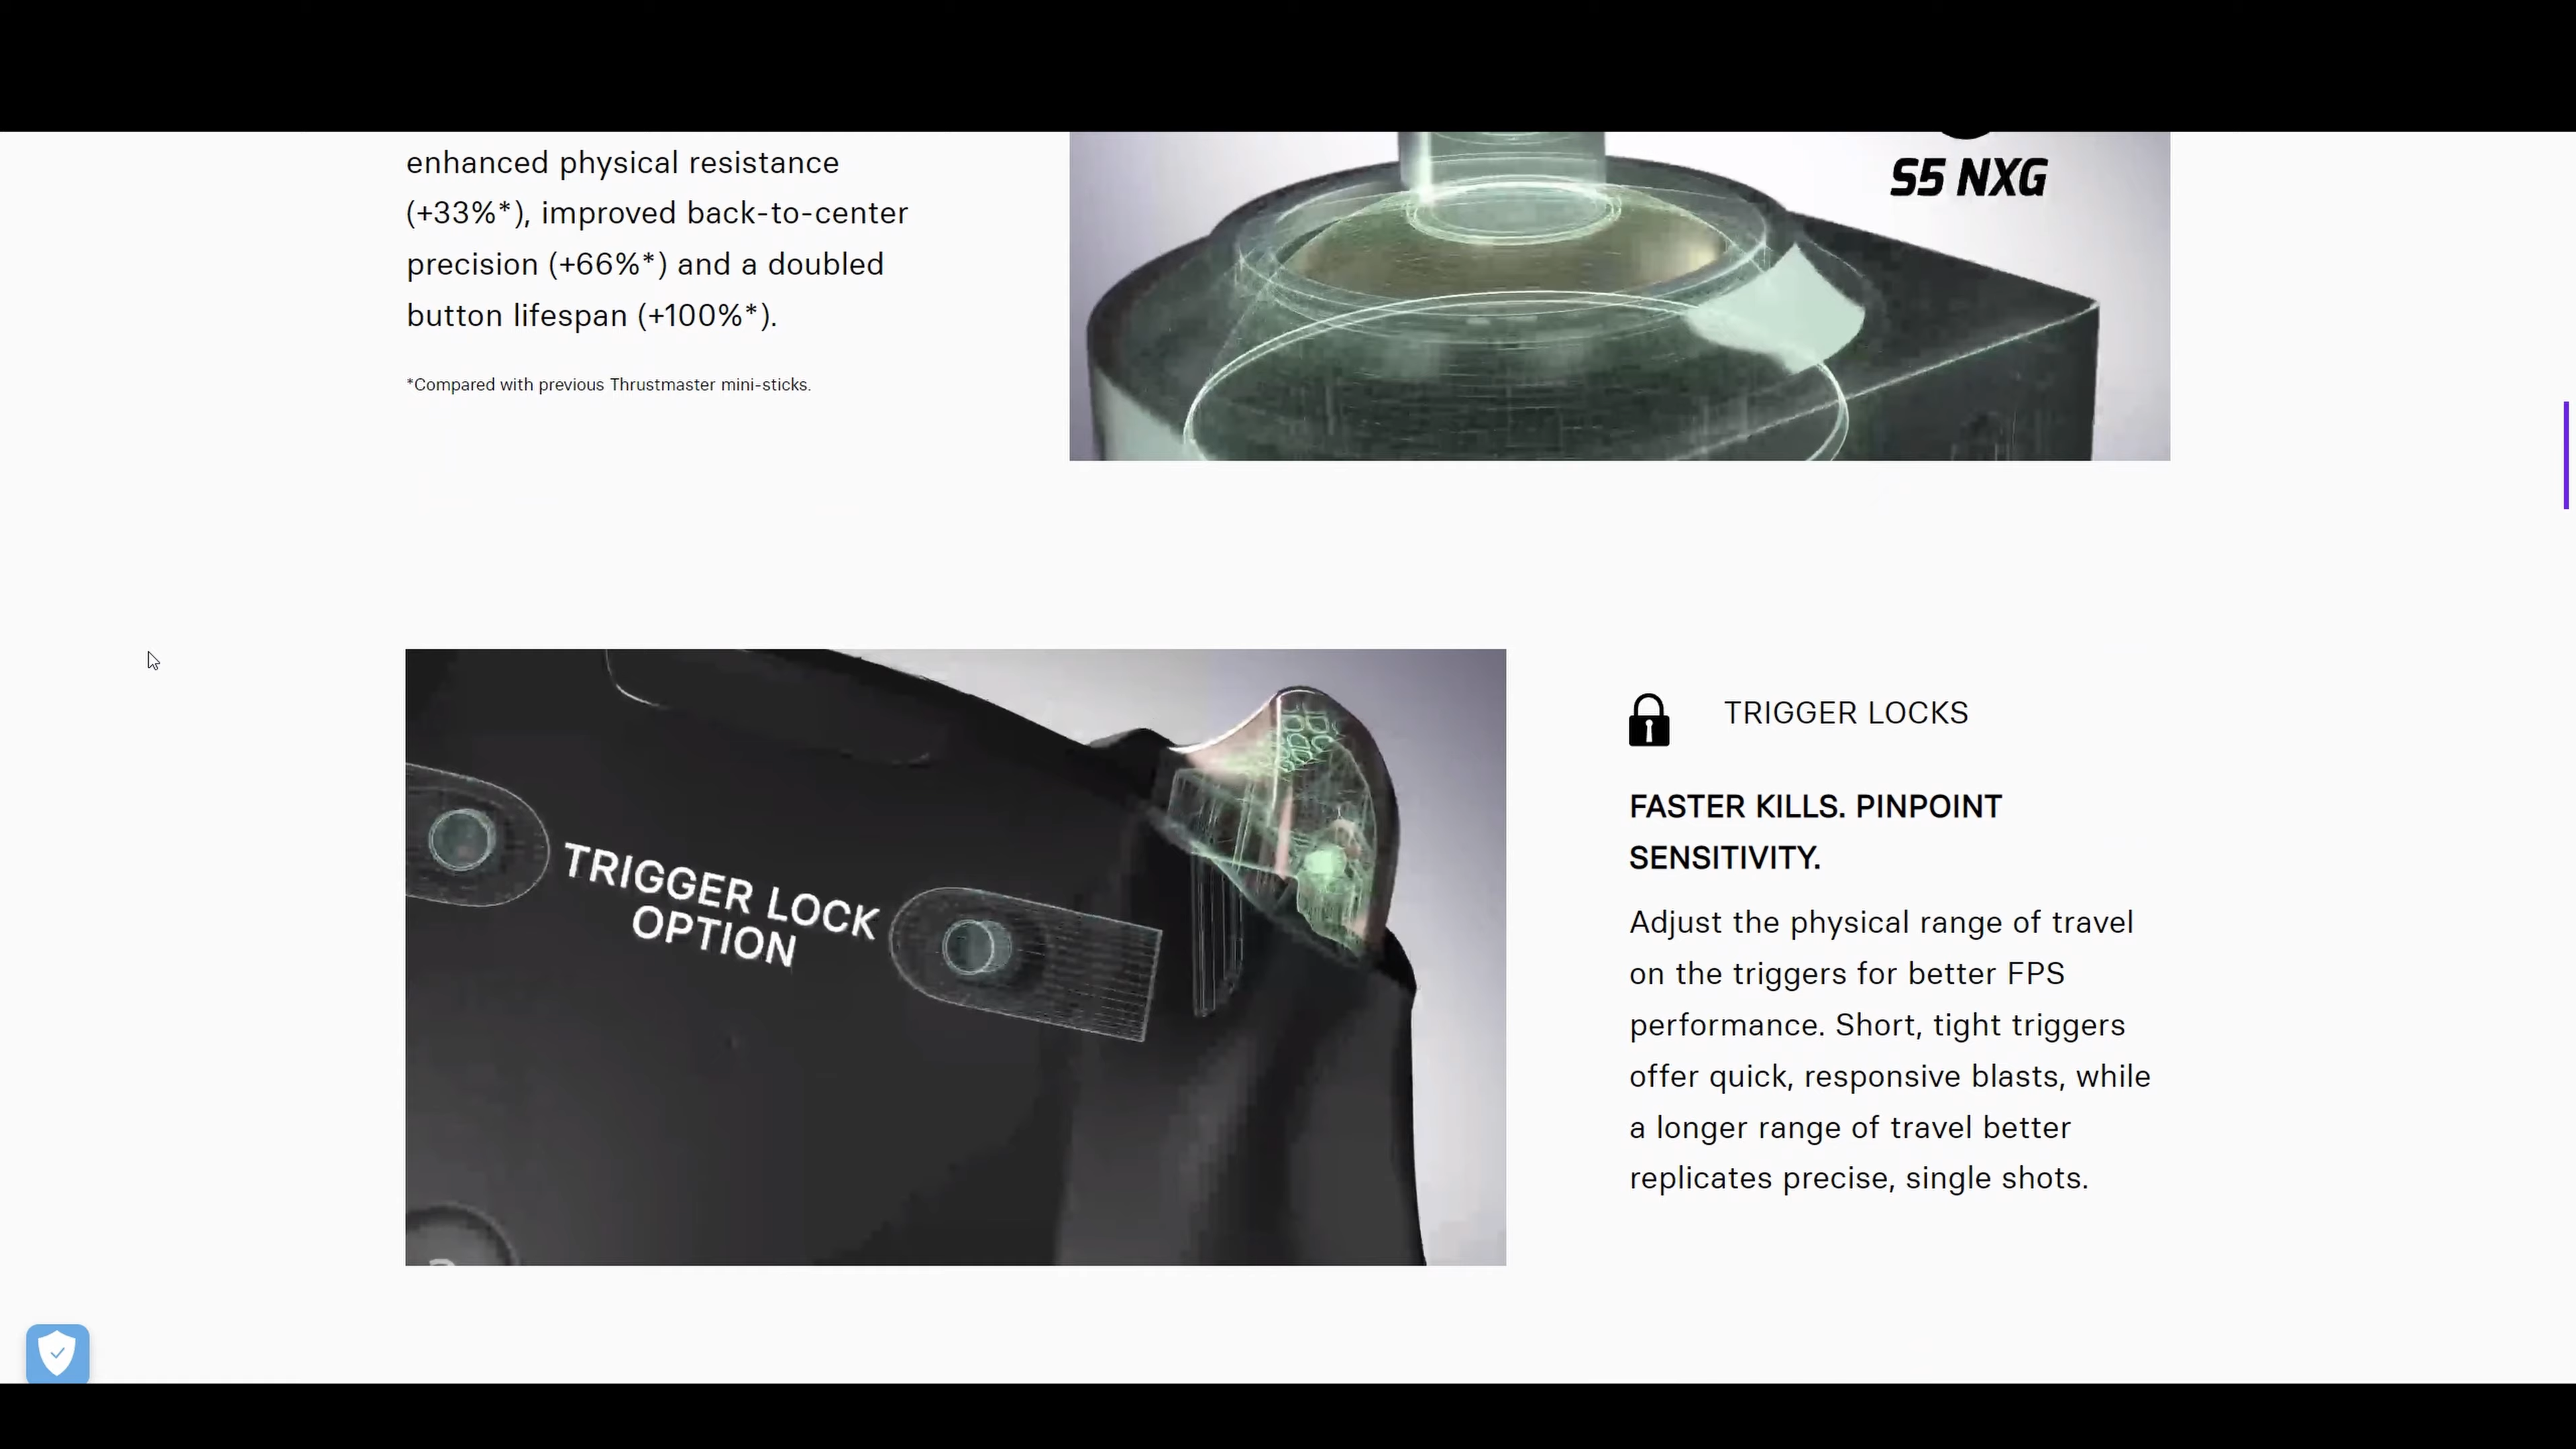 enhanced physical resistance
(+33%*), improved back-to-center
precision (+66%*) and a doubled
button lifespan (+100%*).
*Compared with previous Thrustmaster mini-sticks.
S5 NXG
TRIGGER LOCK
OPTION
TRIGGER LOCKS
FASTER KILLS. PINPOINT
SENSITIVITY.
Adjust the physical range of travel
on the triggers for better FPS
performance. Short, tight triggers
offer quick, responsive blasts, while
a longer range of travel better
replicates precise, single shots.